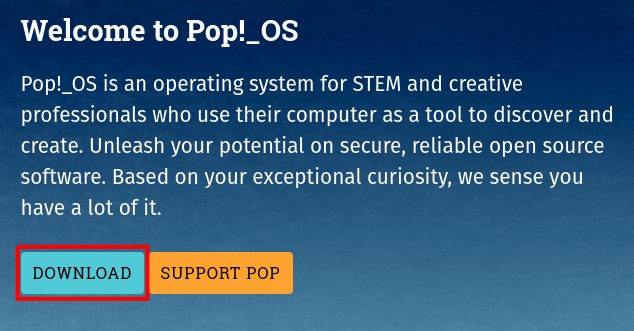 Welcome to Pop!_OS
Pop!_OS is an operating system for STEM and creative
professionals who use their computer as a tool to discover and
create. Unleash your potential on secure, reliable open source
software. Based on your exceptional curiosity, we sense you
have a lot of it.
DOWNLOAD SUPPORT POP